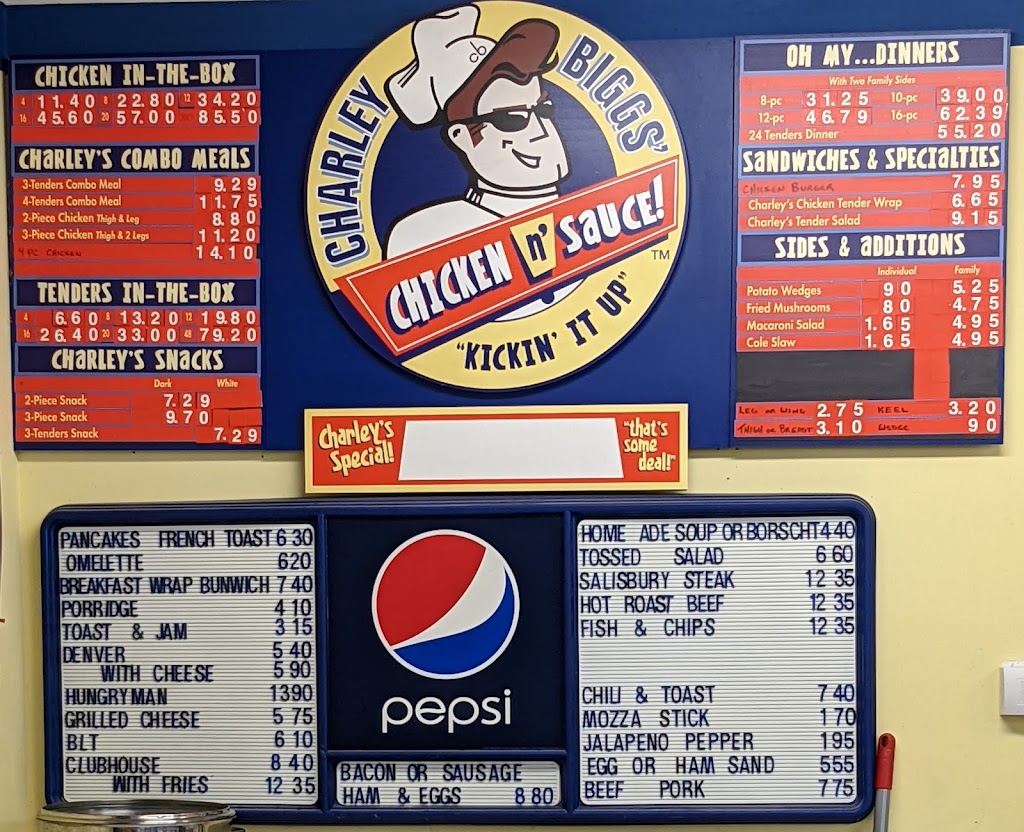 CHICKEN IN-THE-BOX
4 11.40 8 22.80 12 34.20
16 45.60 20 57.00 85.50
CHARLEY'S COMBO MEALS
3-Tenders Combo Meal 9.29
4-Tenders Combo Meal 11.75
2-Piece Chicken Thigh & Leg 8.80
3-Piece Chicken Thigh & 2 Legs 11.20
4 PC CHICKEN 14.10
TENDERS IN-THE-BOX
4 6.60 8 13.20 12 19.80
16 26.40 20 33.00 48 79.20
CHARLEY'S SNACKS
Dark White
2-Piece Snack 7.29
3-Piece Snack 9.70
3-Tenders Snack 7.29
cb
CHARLEY BIGGS'
CHICKEN n' SAUCE!
TM
"KICKIN' IT UP"
Charley's Special!
"that's some deal!"
OH MY...DINNERS
With Two Family Sides
8-pc 31.25 10-pc 39.00
12-pc 46.79 16-pc 62.39
24 Tenders Dinner 55.20
SANDWICHES & SPECIALTIES
CHICKEN BURGER 7.95
Charley's Chicken Tender Wrap 6.65
Charley's Tender Salad 9.15
SIDES & ADDITIONS
Individual Family
Potato Wedges 90 5.25
Fried Mushrooms 80 4.75
Macaroni Salad 1.65 4.95
Cole Slaw 1.65 4.95
LEG OR WING 2.75 KEEL 3.20
THIGH OR BREAST 3.10 WEDGE 90
PANCAKES FRENCH TOAST 6 30
OMELETTE 6 20
BREAKFAST WRAP BUNWICH 7 40
PORRIDGE 4 10
TOAST & JAM 3 15
DENVER 5 40
WITH CHEESE 5 90
HUNGRY MAN 13 90
GRILLED CHEESE 5 75
BLT 6 10
CLUBHOUSE 8 40
WITH FRIES 12 35
pepsi
BACON OR SAUSAGE
HAM & EGGS 8 80
HOME ADE SOUP OR BORSCHT 4 40
TOSSED SALAD 6 60
SALISBURY STEAK 12 35
HOT ROAST BEEF 12 35
FISH & CHIPS 12 35
CHILI & TOAST 7 40
MOZZA STICK 1 70
JALAPENO PEPPER 1 95
EGG OR HAM SAND 5 55
BEEF PORK 7 75